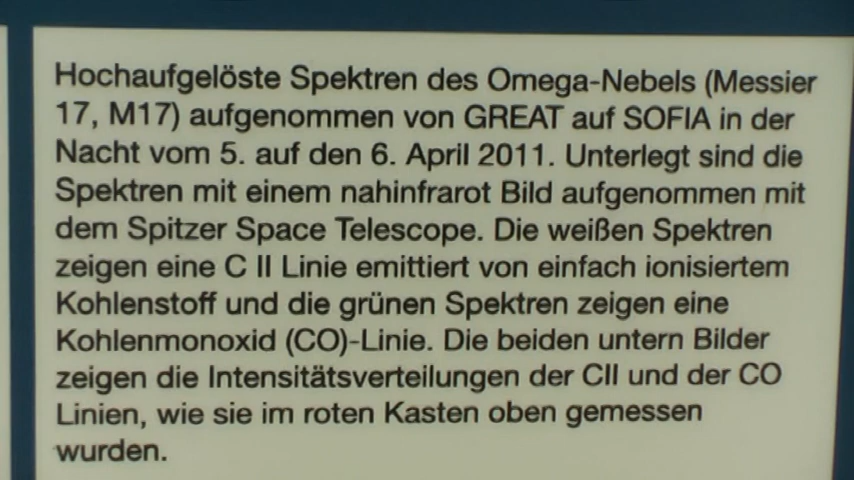 Hochaufgelöste Spektren des Omega-Nebels (Messier
17, M17) aufgenommen von GREAT auf SOFIA in der
Nacht vom 5. auf den 6. April 2011. Unterlegt sind die
Spektren mit einem nahinfrarot Bild aufgenommen mit
dem Spitzer Space Telescope. Die weißen Spektren
zeigen eine C II Linie emittiert von einfach ionisiertem
Kohlenstoff und die grünen Spektren zeigen eine
Kohlenmonoxid (CO)-Linie. Die beiden untern Bilder
zeigen die Intensitätsverteilungen der CII und der CO
Linien, wie sie im roten Kasten oben gemessen
wurden.